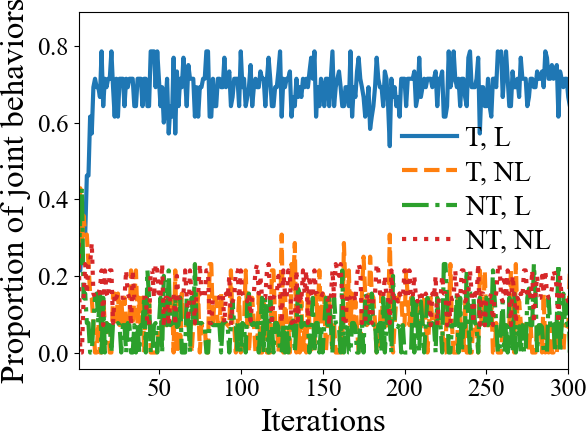 Proportion of joint behaviors
0.8
0.6
0.4
0.2
0.0
T, L
T, NL
NT, L
NT, NL
50 100 150 200 250 300
Iterations